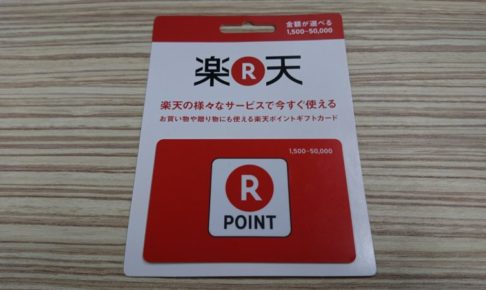 金額が選べる
1,500-50,000
楽R天
楽天の様々なサービスで今すぐ使える
お買い物や贈り物にも使える楽天ポイントギフトカード
1,500-50,000
R
POINT